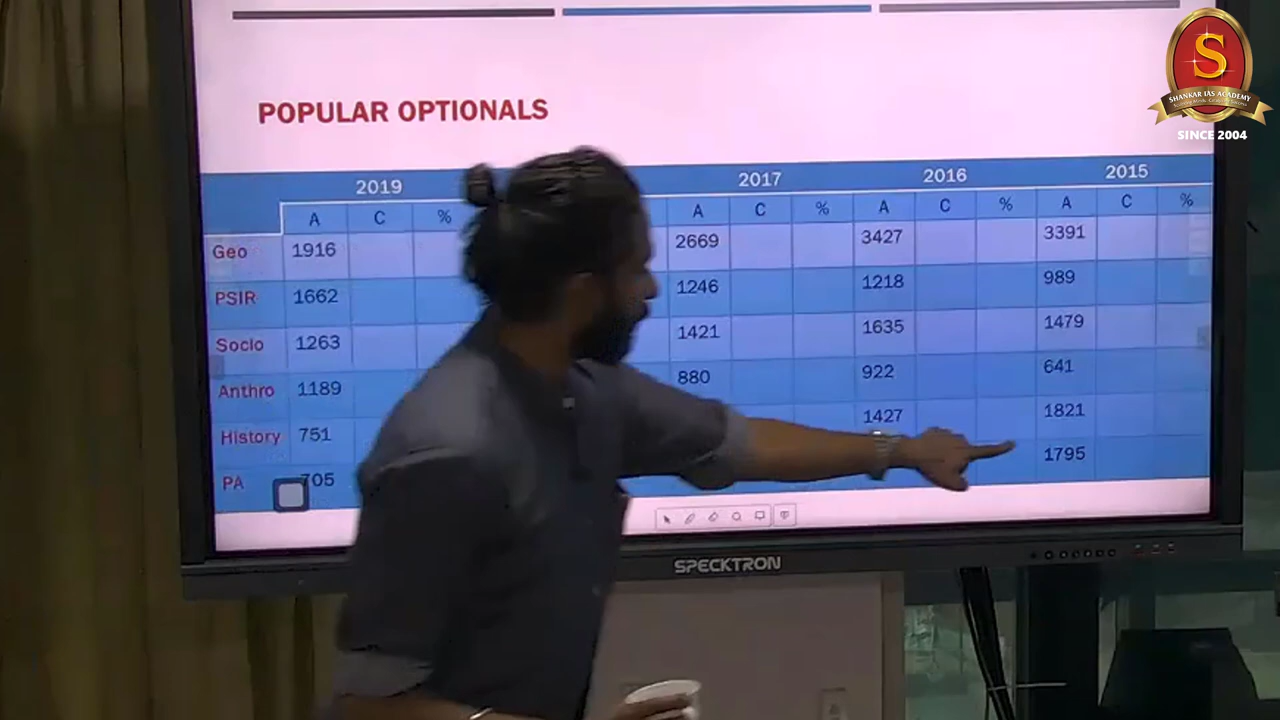 POPULAR OPTIONALS
2019 2017 2016 2015
A C % A C % A C % A C %
Geo 1916 2669 3427 3391
PSIR 1662 1246 1218 989
Socio 1263 1421 1635 1479
Anthro 1189 880 922 641
History 751 1427 1821
PA 705 1795
SPECKTRON
S
SHANKAR IAS ACADEMY
SINCE 2004